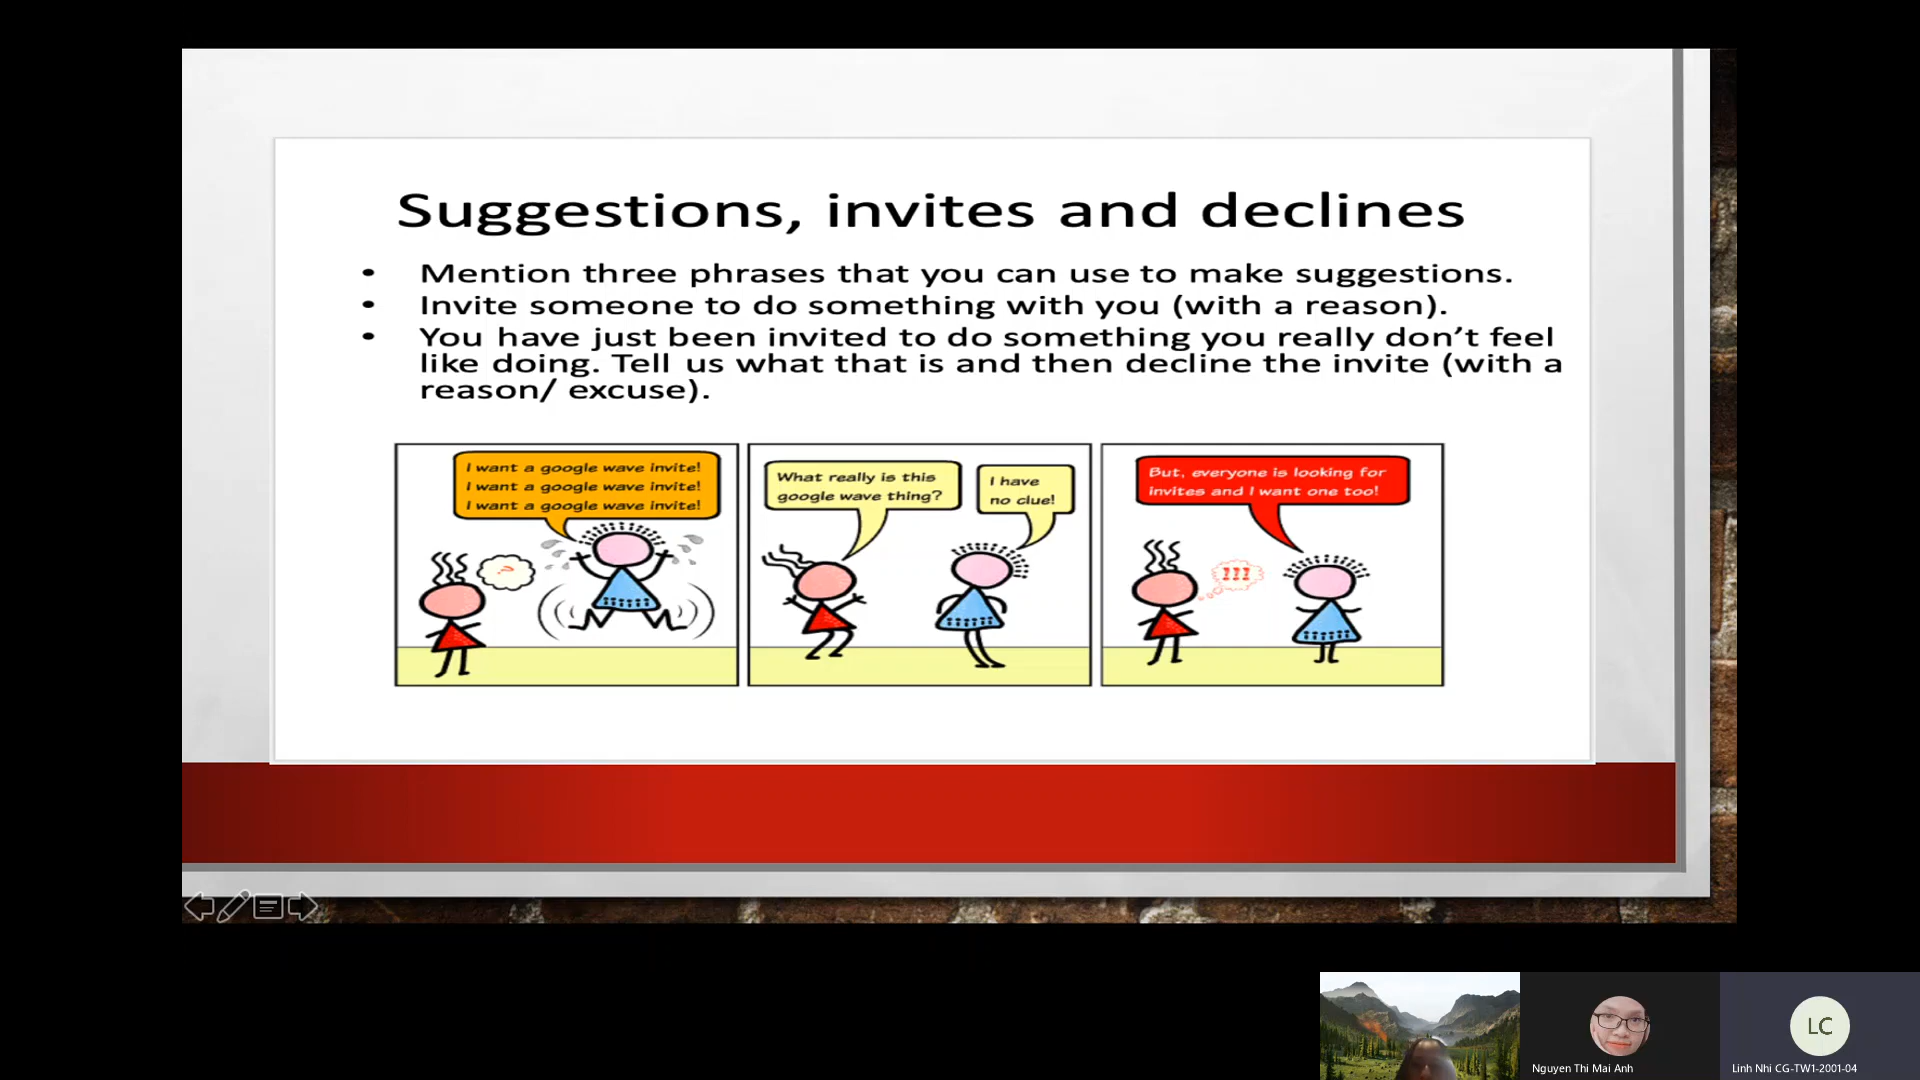 Suggestions, invites and declines
• Mention three phrases that you can use to make suggestions.
• Invite someone to do something with you (with a reason).
• You have just been invited to do something you really don't feel
like doing. Tell us what that is and then decline the invite (with a
reason/ excuse).
I want a google wave invite!
I want a google wave invite!
I want a google wave invite!
?
What really is this
google wave thing?
I have
no clue!
But, everyone is looking for
invites and I want one too!
???
LC
Nguyen Thi Mai Anh
Linh Nhi CG-TW1-2001-04